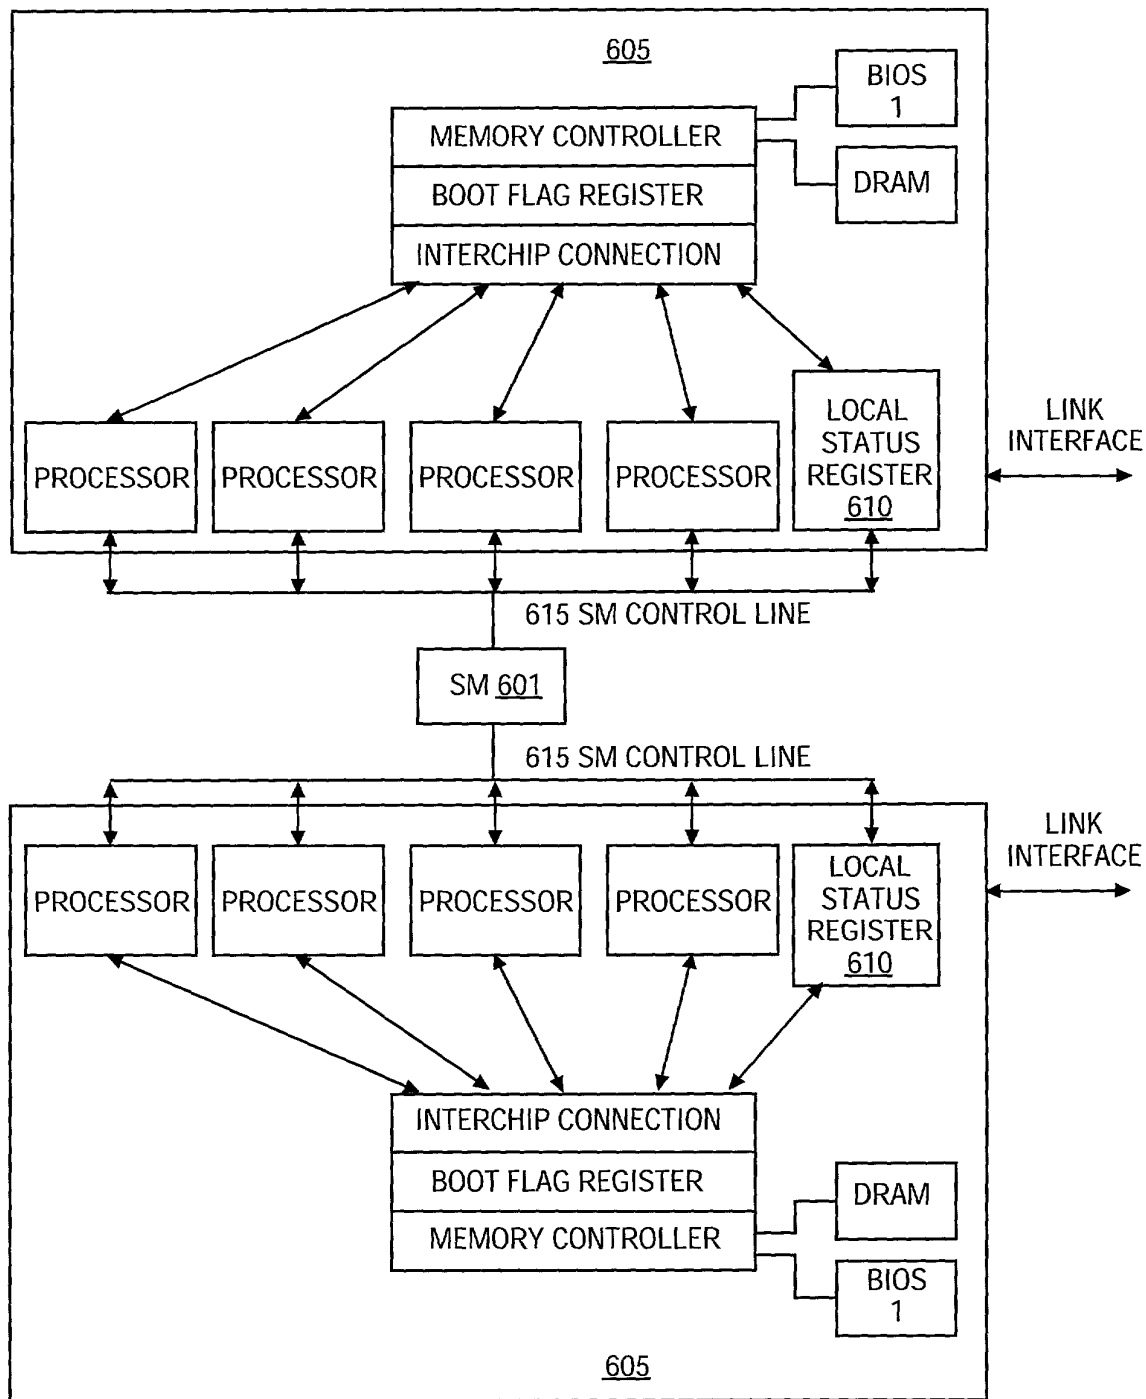 605
BIOS
1
MEMORY CONTROLLER
DRAM
BOOT FLAG REGISTER
INTERCHIP CONNECTION
PROCESSOR
PROCESSOR
PROCESSOR
PROCESSOR
LOCAL
STATUS
REGISTER
610
LINK
INTERFACE
615 SM CONTROL LINE
SM 601
615 SM CONTROL LINE
PROCESSOR
PROCESSOR
PROCESSOR
PROCESSOR
LOCAL
STATUS
REGISTER
610
LINK
INTERFACE
INTERCHIP CONNECTION
BOOT FLAG REGISTER
DRAM
MEMORY CONTROLLER
BIOS
1
605